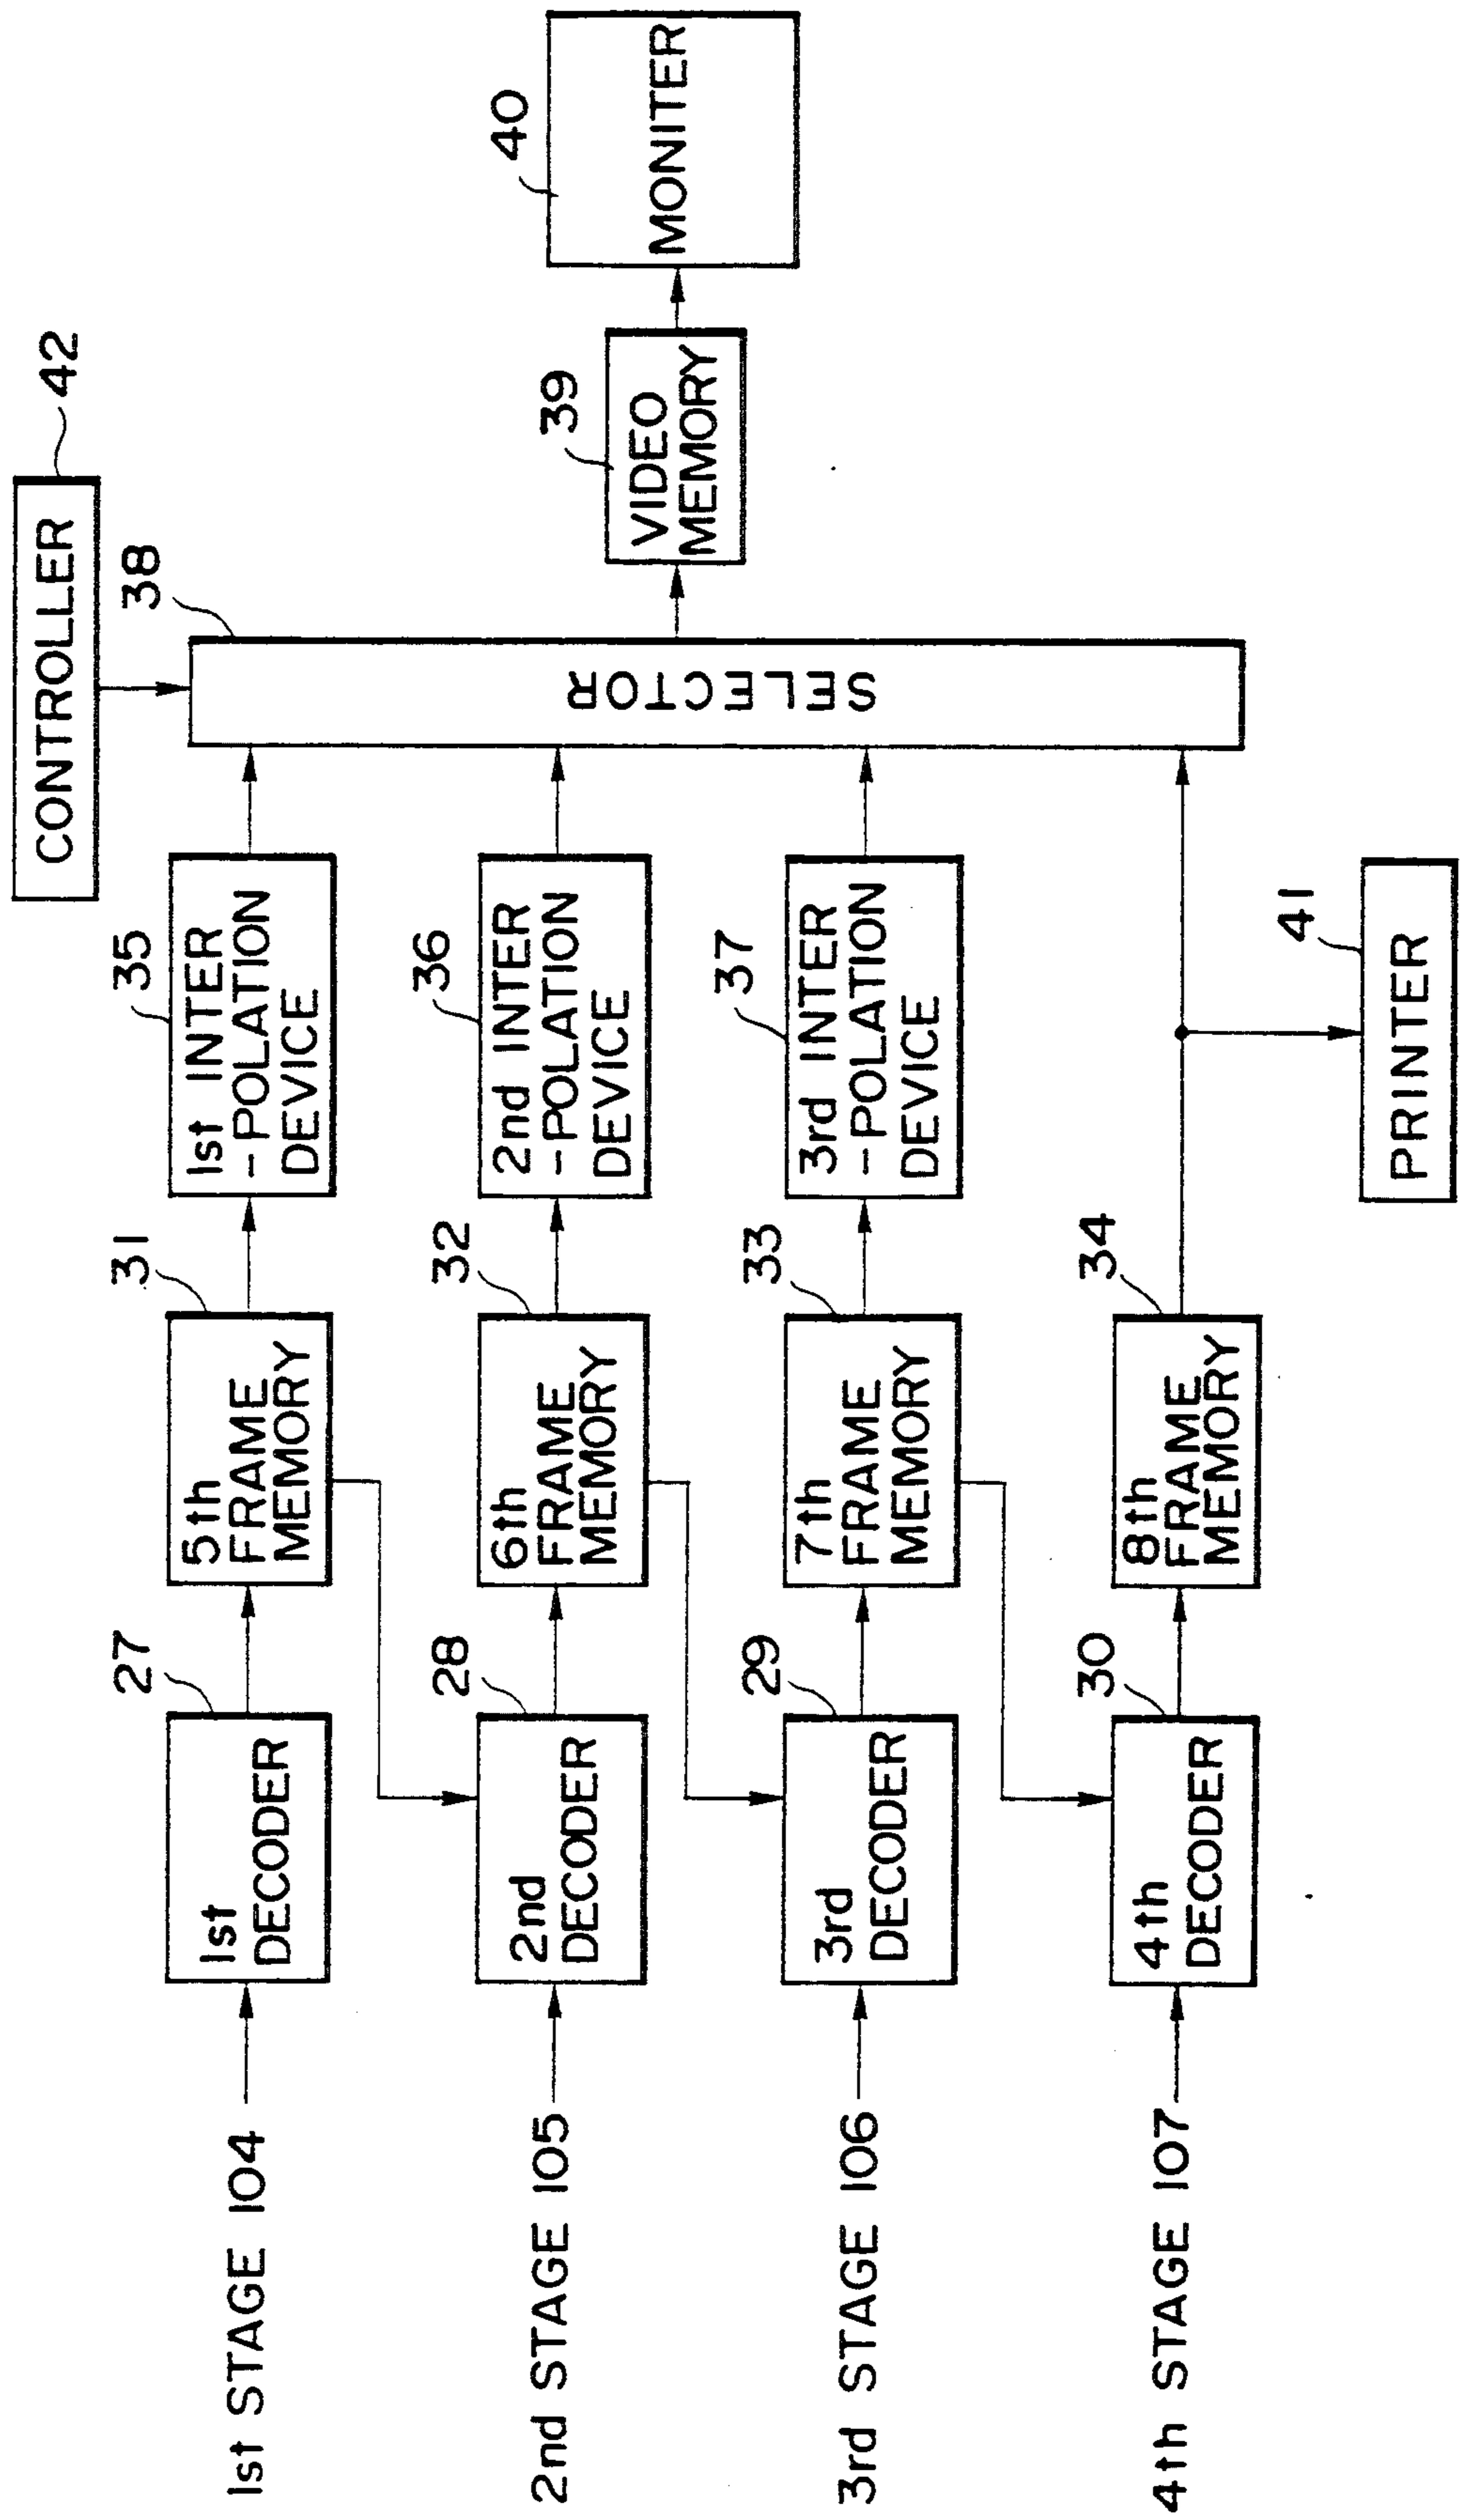 CONTROLLER
42
38
SELECTOR
39
VIDEO
MEMORY
40
MONITER
1st STAGE 104
27
1st
DECODER
31
5th
FRAME
MEMORY
35
1st INTER
-POLATION
DEVICE
2nd STAGE 105
28
2nd
DECODER
32
6th
FRAME
MEMORY
36
2nd INTER
-POLATION
DEVICE
3rd STAGE 106
29
3rd
DECODER
33
7th
FRAME
MEMORY
37
3rd INTER
-POLATION
DEVICE
4th STAGE 107
30
4th
DECODER
34
8th
FRAME
MEMORY
41
PRINTER